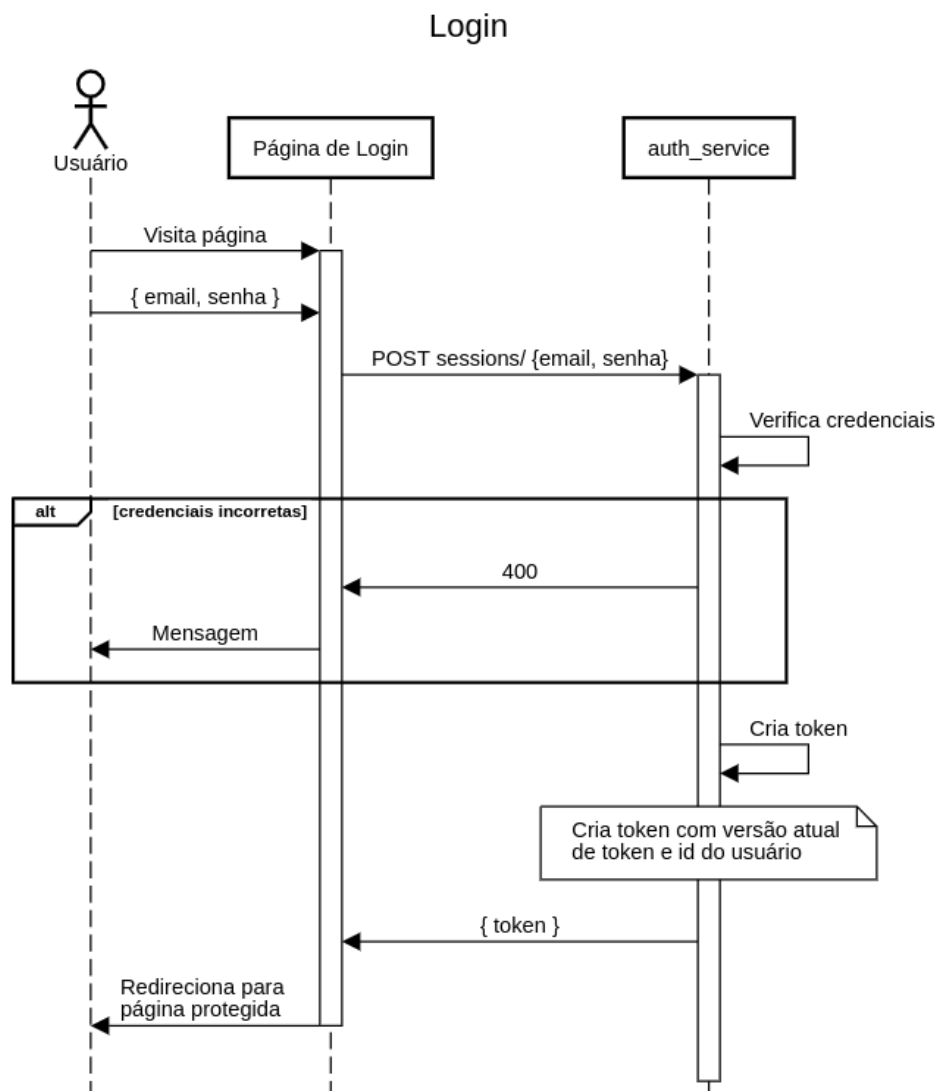 Login
Usuário
Página de Login
auth_service
Visita página
{ email, senha }
POST sessions/ {email, senha}
Verifica credenciais
alt
[credenciais incorretas]
400
Mensagem
Cria token
Cria token com versão atual
de token e id do usuário
{ token }
Redireciona para
página protegida